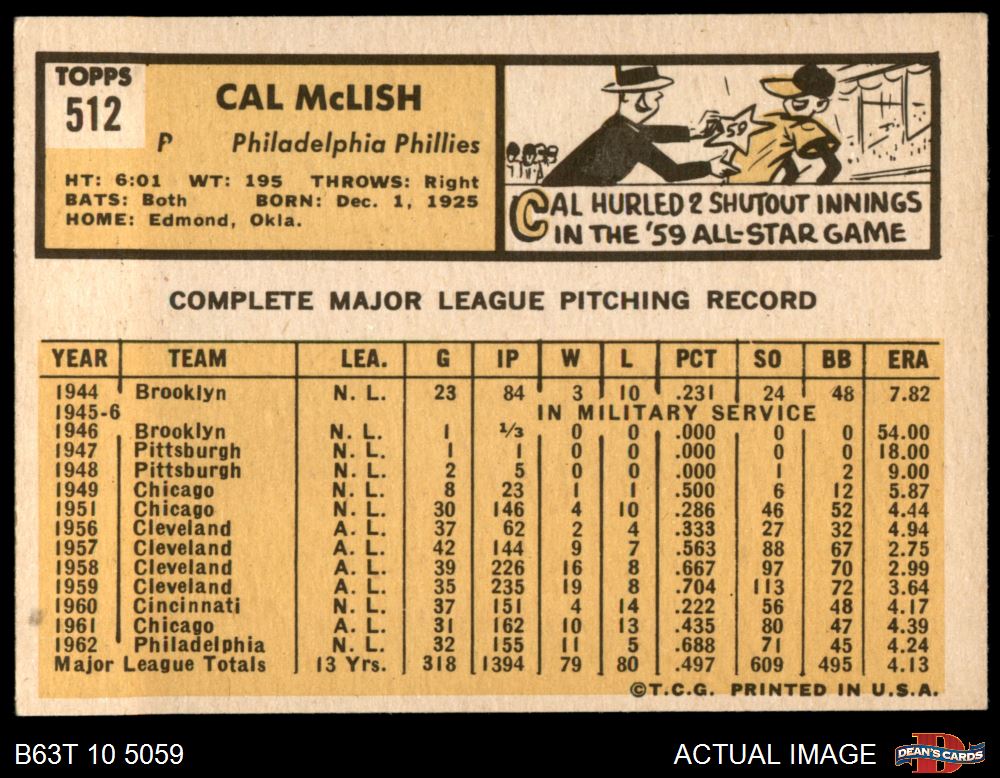 TOPPS
512
CAL McLISH
P Philadelphia Phillies
HT: 6:01 WT: 195 THROWS: Right
BATS: Both BORN: Dec. 1, 1925
HOME: Edmond, Okla.
'59
CAL HURLED 2 SHUTOUT INNINGS
IN THE '59 ALL-STAR GAME
COMPLETE MAJOR LEAGUE PITCHING RECORD
YEAR TEAM LEA. G IP W L PCT SO BB ERA
1944 Brooklyn N. L. 23 84 3 10 .231 24 48 7.82
1945-6 IN MILITARY SERVICE
1946 Brooklyn N. L. 1 1/3 0 0 .000 0 0 54.00
1947 Pittsburgh N. L. 1 1 0 0 .000 0 0 18.00
1948 Pittsburgh N. L. 2 5 0 0 .000 1 2 9.00
1949 Chicago N. L. 8 23 1 1 .500 6 12 5.87
1951 Chicago N. L. 30 146 4 10 .286 46 52 4.44
1956 Cleveland A. L. 37 62 2 4 .333 27 32 4.94
1957 Cleveland A. L. 42 144 9 7 .563 88 67 2.75
1958 Cleveland A. L. 39 226 16 8 .667 97 70 2.99
1959 Cleveland A. L. 35 235 19 8 .704 113 72 3.64
1960 Cincinnati N. L. 37 151 4 14 .222 56 48 4.17
1961 Chicago A. L. 31 162 10 13 .435 80 47 4.39
1962 Philadelphia N. L. 32 155 11 5 .688 71 45 4.24
Major League Totals 13 Yrs. 318 1394 79 80 .497 609 495 4.13
©T.C.G. PRINTED IN U.S.A.
B63T 10 5059 ACTUAL IMAGE DEAN'S CARDS